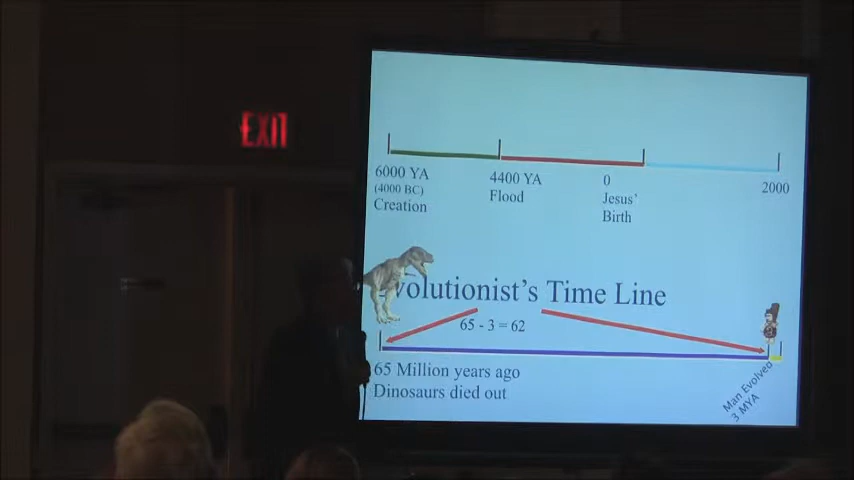 EXIT
6000 YA
(4000 BC)
Creation
4400 YA
Flood
0
Jesus'
Birth
2000
volutionist's Time Line
65 - 3 = 62
65 Million years ago
Dinosaurs died out
Man Evolved
3 MYA